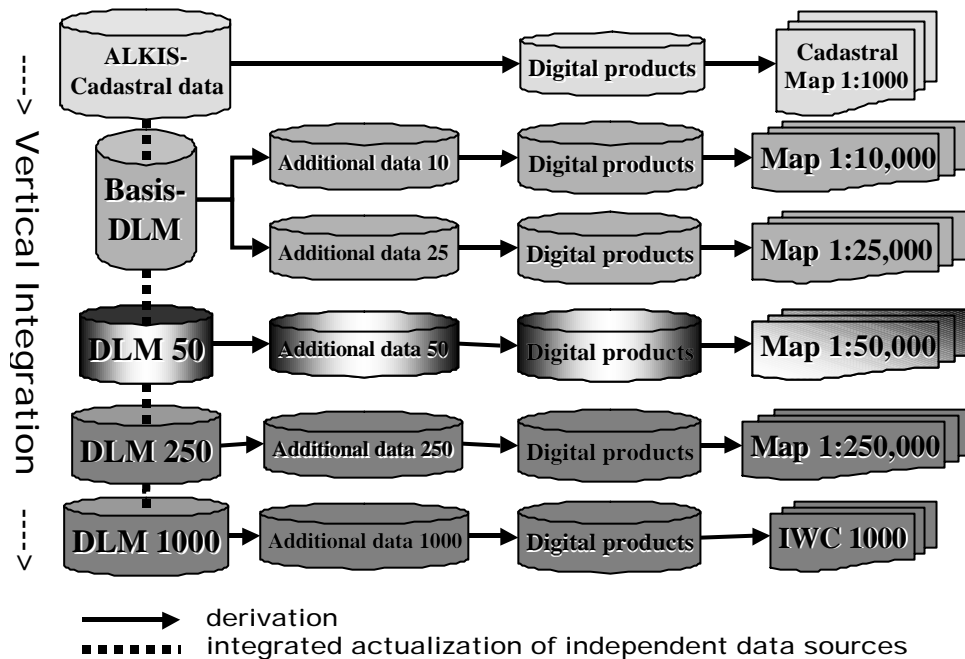 ALKIS-
Cadastral data
Digital products
Cadastral
Map 1:1000
----> Vertical Integration ---->
Basis-
DLM
Additional data 10
Digital products
Map 1:10,000
Additional data 25
Digital products
Map 1:25,000
DLM 50
Additional data 50
Digital products
Map 1:50,000
DLM 250
Additional data 250
Digital products
Map 1:250,000
DLM 1000
Additional data 1000
Digital products
IWC 1000
derivation
integrated actualization of independent data sources